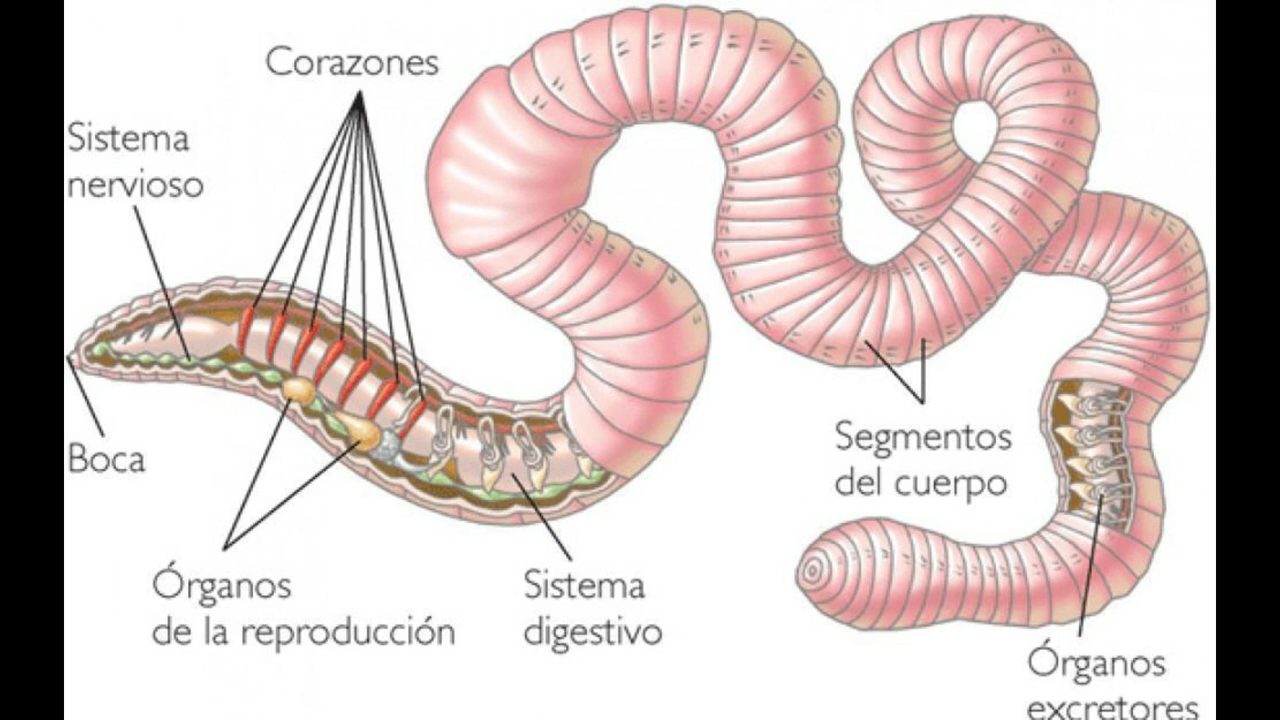 Corazones
Sistema
nervioso
Boca
Órganos
de la reproducción
Sistema
digestivo
Segmentos
del cuerpo
Órganos
excretores